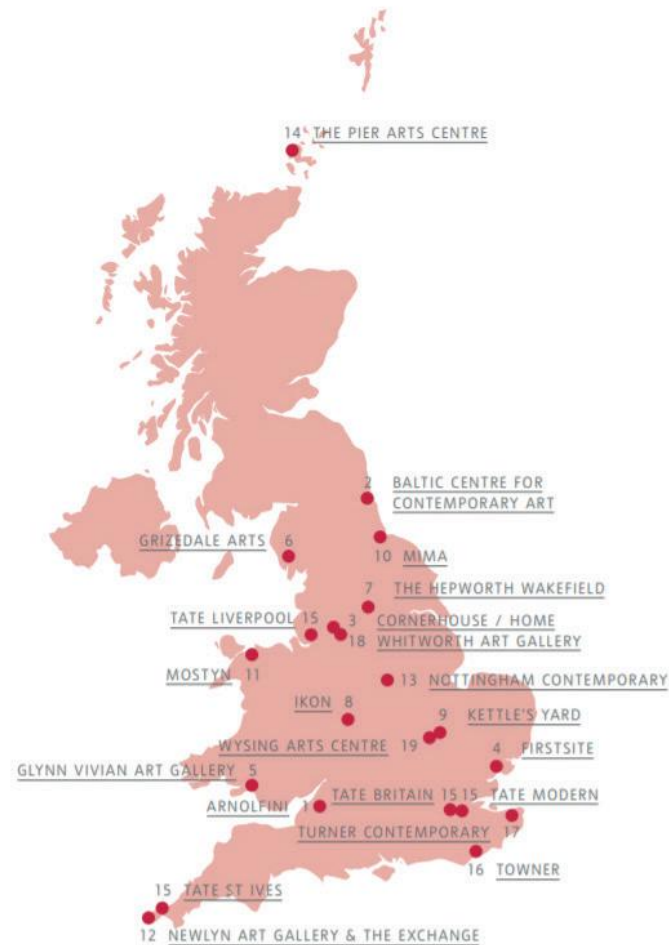 14 THE PIER ARTS CENTRE
2 BALTIC CENTRE FOR
CONTEMPORARY ART
GRIZEDALE ARTS 6
10 MIMA
7 THE HEPWORTH WAKEFIELD
TATE LIVERPOOL 15
3 CORNERHOUSE / HOME
18 WHITWORTH ART GALLERY
MOSTYN 11
13 NOTTINGHAM CONTEMPORARY
IKON 8
9 KETTLE'S YARD
WYSING ARTS CENTRE 19
4 FIRSTSITE
GLYNN VIVIAN ART GALLERY 5
TATE BRITAIN 15
15 TATE MODERN
ARNOLFINI 1
TURNER CONTEMPORARY 17
16 TOWNER
15 TATE ST IVES
12 NEWLYN ART GALLERY & THE EXCHANGE